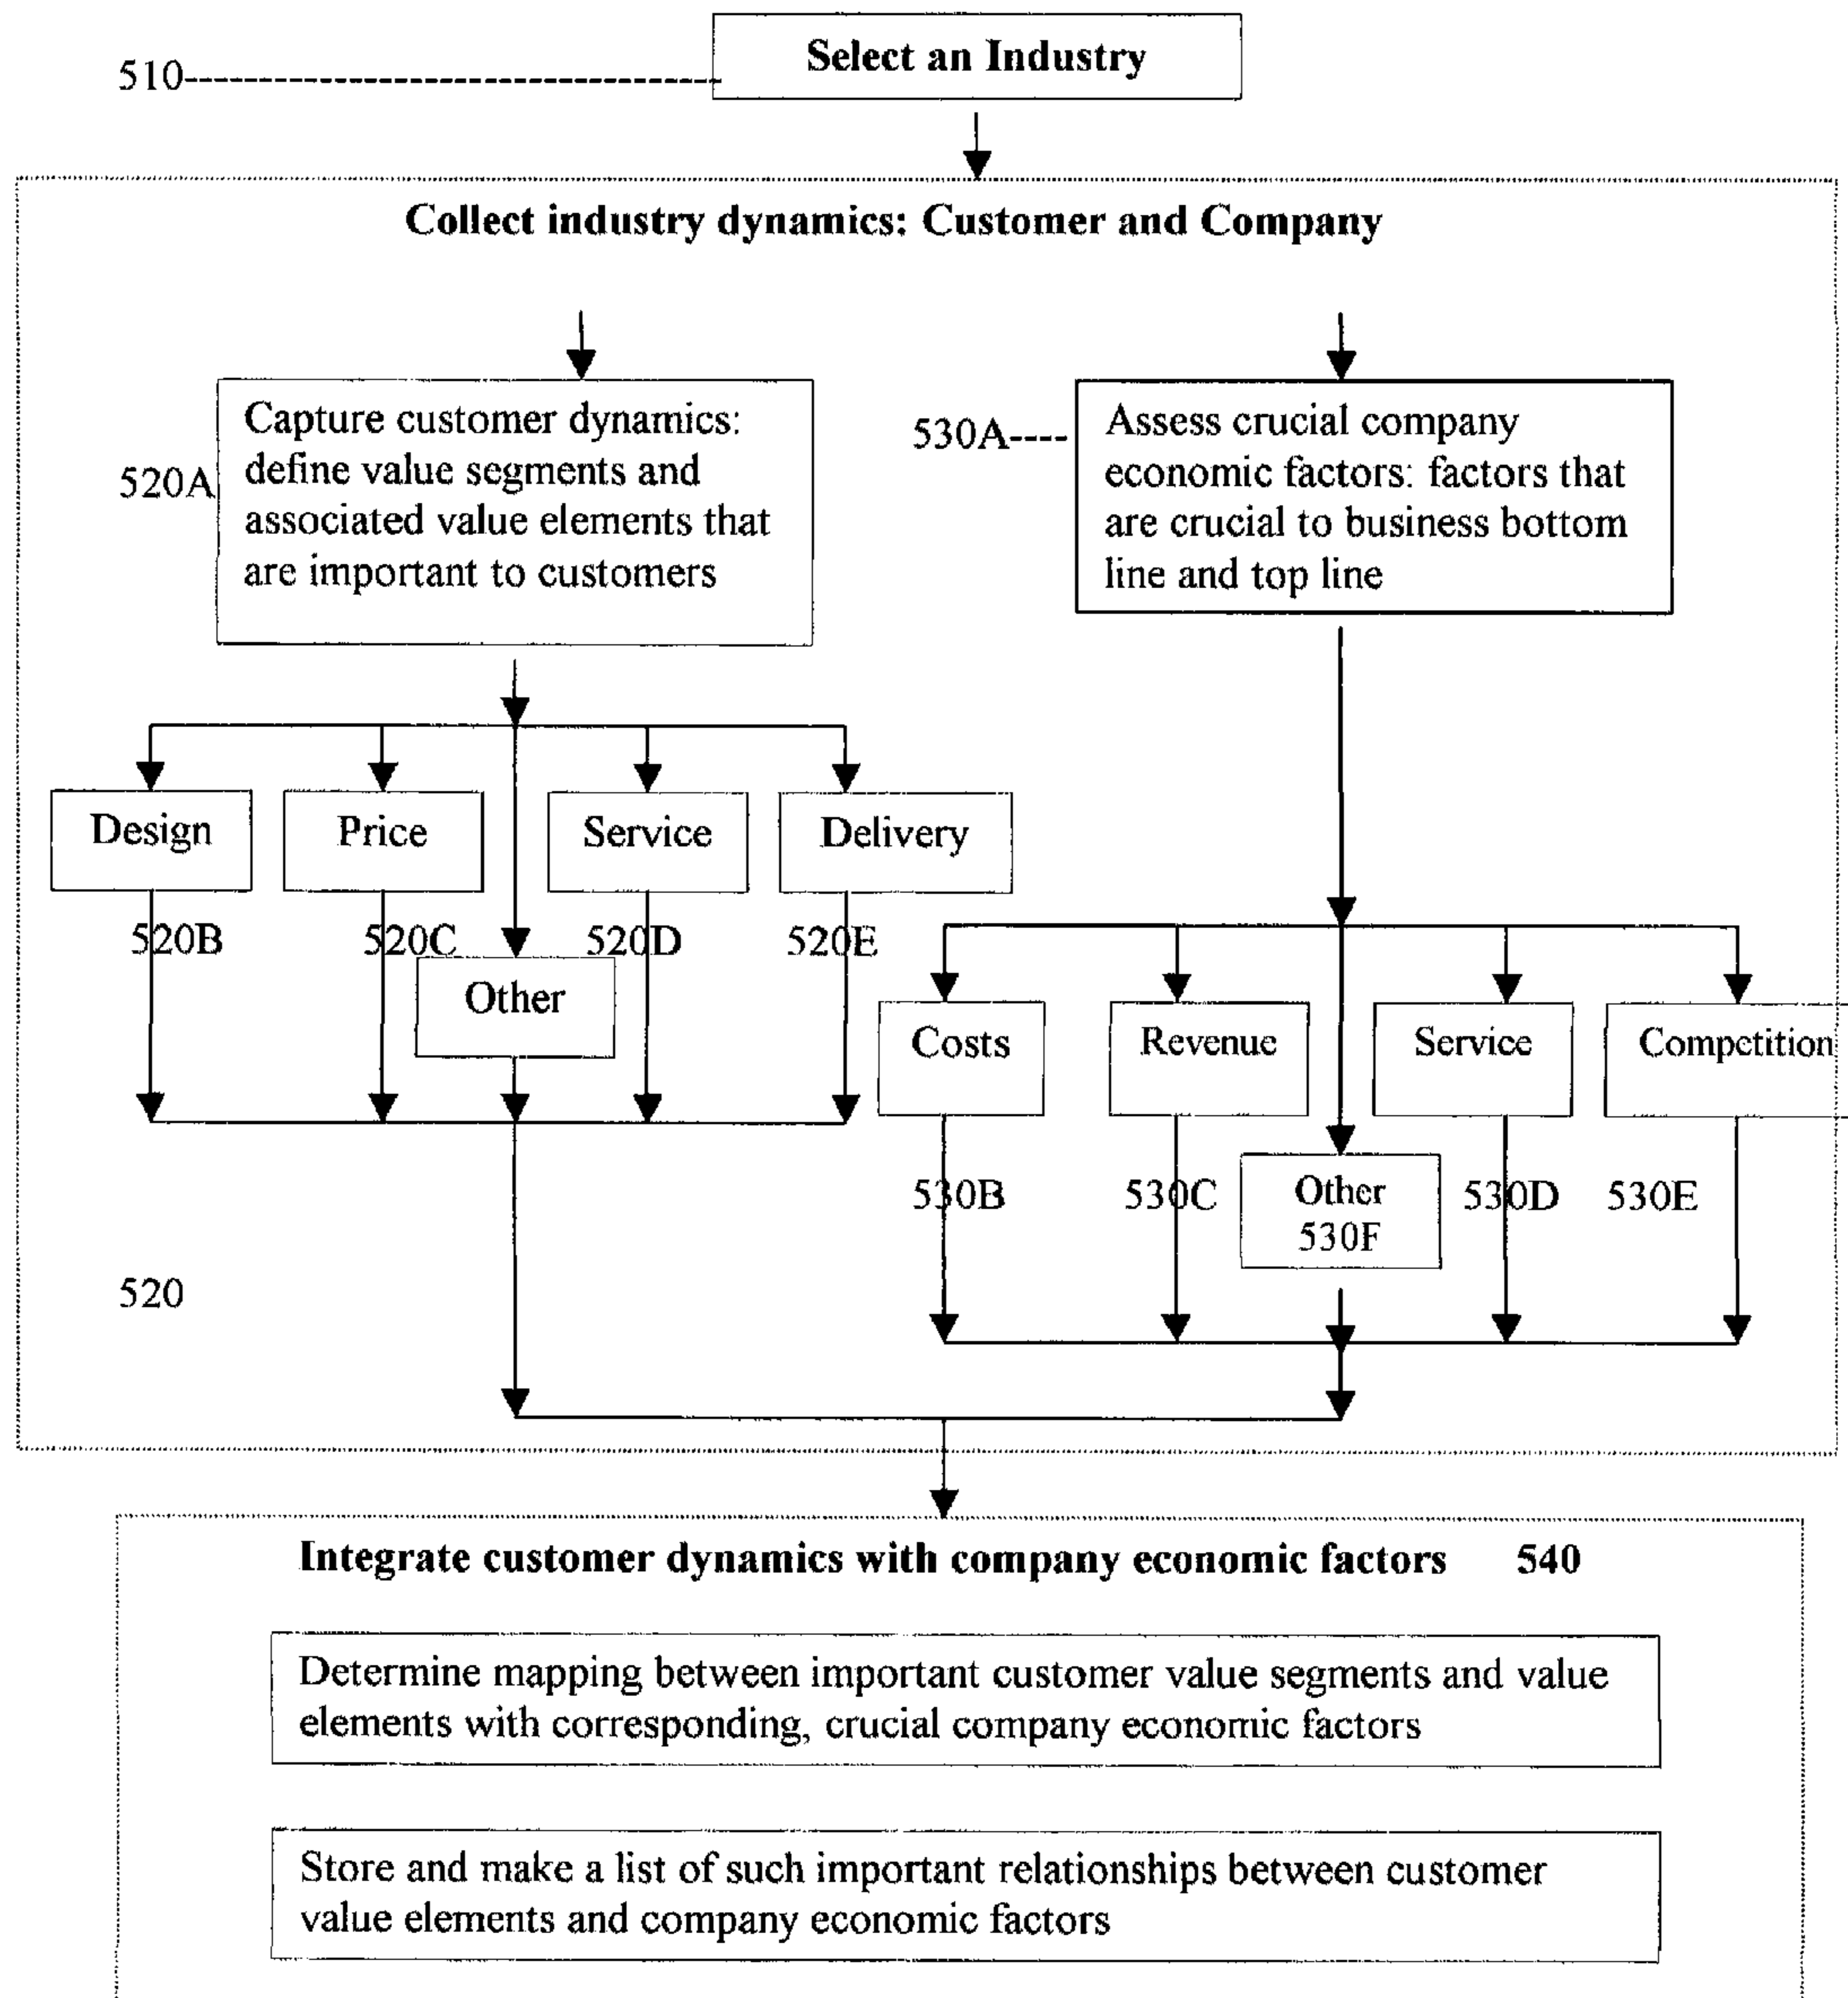 Select an Industry
510
Collect industry dynamics: Customer and Company
Capture customer dynamics:
define value segments and
associated value elements that
are important to customers
520A
530A
Assess crucial company
economic factors: factors that
are crucial to business bottom
line and top line
Design
Price
Service
Delivery
520B
520C
520D
520E
Other
Costs
Revenue
Service
Competition
530B
530C
Other
530F
530D
530E
520
Integrate customer dynamics with company economic factors 540
Determine mapping between important customer value segments and value
elements with corresponding, crucial company economic factors
Store and make a list of such important relationships between customer
value elements and company economic factors